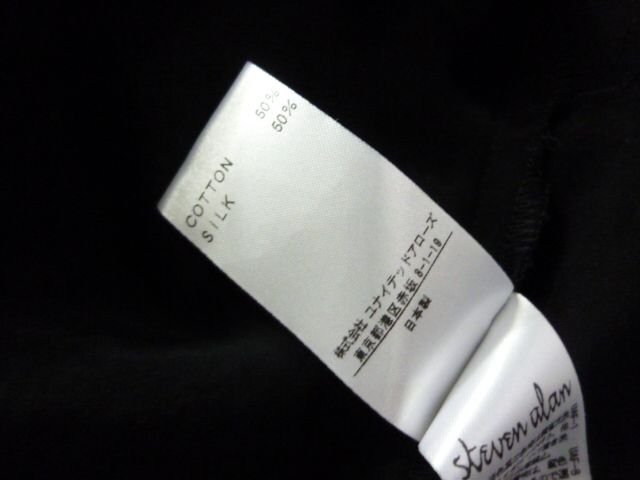 COTTON 50%
SILK 50%
株式会社 ユナイテッドアローズ
東京都港区赤坂 8-1-19
日本製
steven alan